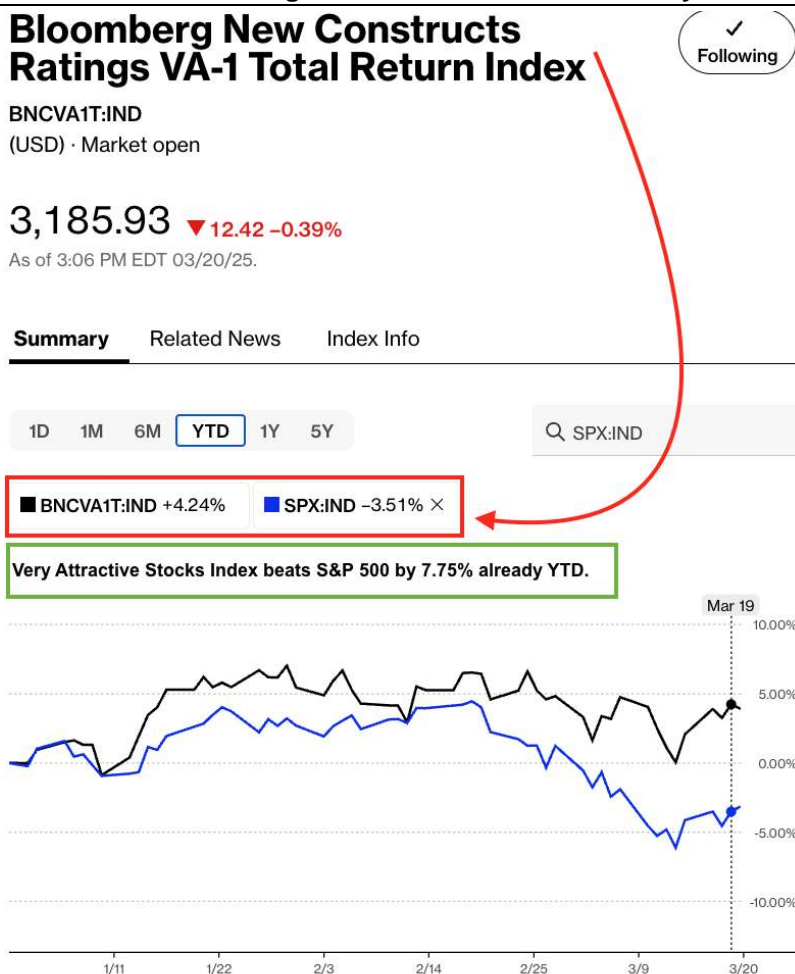 Bloomberg New Constructs
Ratings VA-1 Total Return Index
✓
Following
BNCVA1T:IND
(USD) · Market open
3,185.93 ▼ 12.42 −0.39%
As of 3:06 PM EDT 03/20/25.
Summary Related News Index Info
1D 1M 6M YTD 1Y 5Y
SPX:IND
BNCVA1T:IND +4.24% SPX:IND −3.51% ×
Very Attractive Stocks Index beats S&P 500 by 7.75% already YTD.
Mar 19
10.00%
5.00%
0.00%
-5.00%
-10.00%
1/11 1/22 2/3 2/14 2/25 3/9 3/20